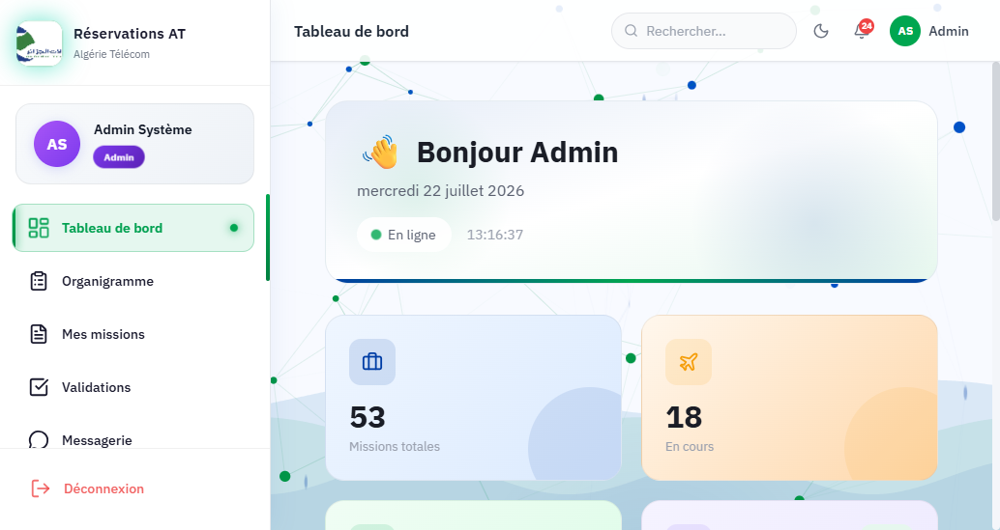 Réservations AT
Algérie Télécom
AS
Admin Système
Admin
Tableau de bord
Organigramme
Mes missions
Validations
Messagerie
Déconnexion
Tableau de bord
Rechercher...
24
AS
Admin
Bonjour Admin
mercredi 22 juillet 2026
En ligne
13:16:37
53
Missions totales
18
En cours